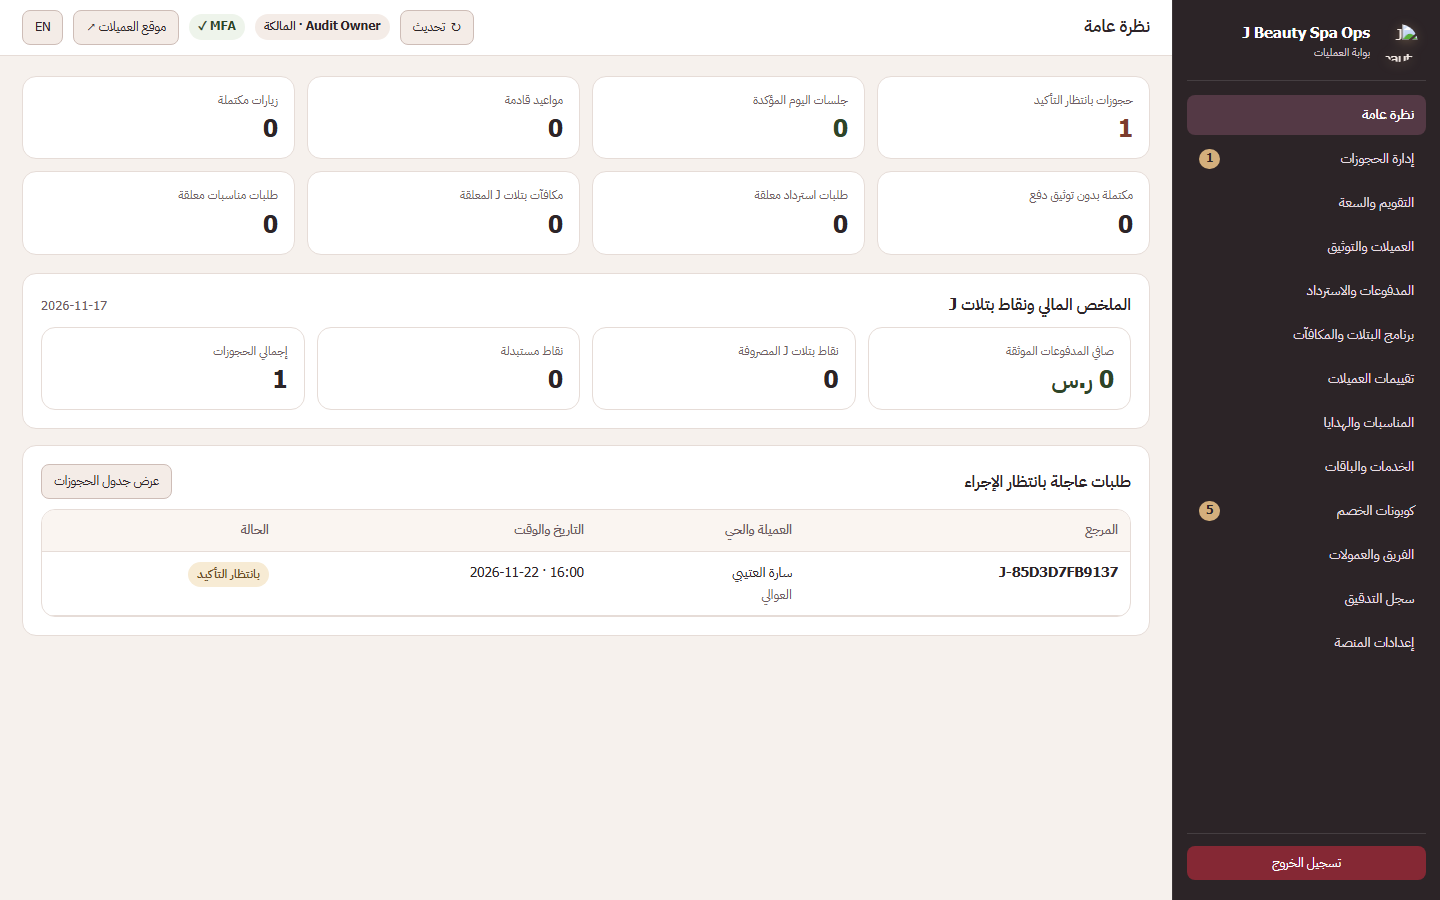 J Beauty Spa Ops
بوابة العمليات
نظرة عامة
إدارة الحجوزات 1
التقويم والسعة
العميلات والتوثيق
المدفوعات والاسترداد
برنامج البتلات والمكافآت
تقييمات العميلات
المناسبات والهدايا
الخدمات والباقات
كوبونات الخصم 5
الفريق والعمولات
سجل التدقيق
إعدادات المنصة
تسجيل الخروج
نظرة عامة
↻ تحديث
Audit Owner · المالكة
MFA ✓
موقع العميلات ↗
EN
حجوزات بانتظار التأكيد
1
جلسات اليوم المؤكدة
0
مواعيد قادمة
0
زيارات مكتملة
0
مكتملة بدون توثيق دفع
0
طلبات استرداد معلقة
0
مكافآت بتلات J المعلقة
0
طلبات مناسبات معلقة
0
الملخص المالي ونقاط بتلات J
2026-11-17
صافي المدفوعات الموثقة
0 ر.س
نقاط بتلات J المصروفة
0
نقاط مستبدلة
0
إجمالي الحجوزات
1
طلبات عاجلة بانتظار الإجراء
عرض جدول الحجوزات
المرجع العميلة والحي التاريخ والوقت الحالة
J-85D3D7FB9137 سارة العتيبي 2026-11-22 · 16:00 بانتظار التأكيد
العوالي